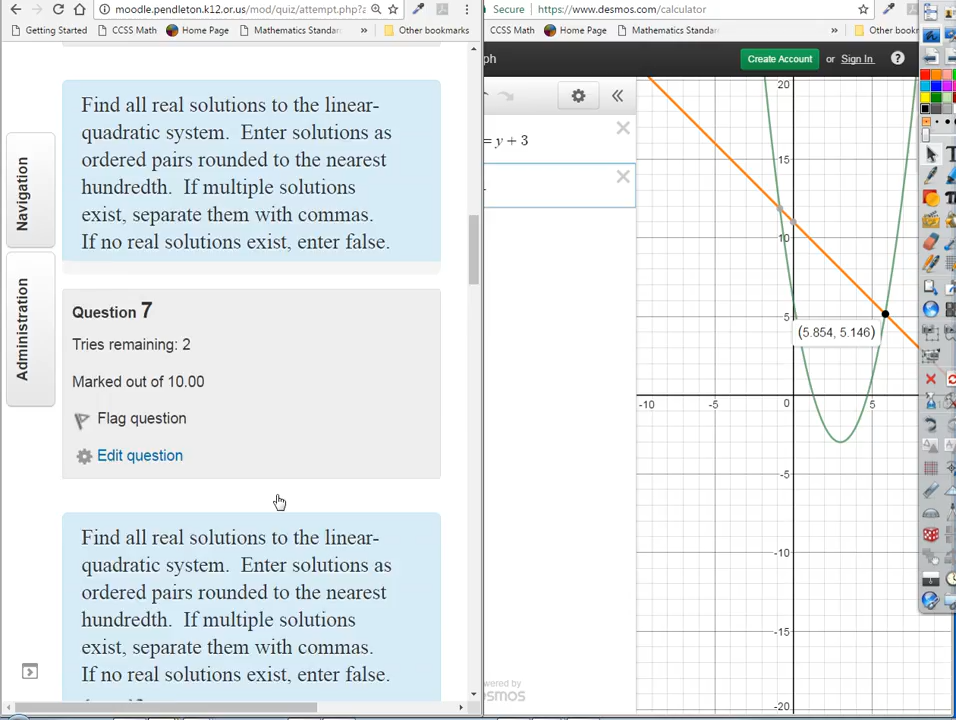 moodle.pendleton.k12.or.us/mod/quiz/attempt.php?a
Getting Started
CCSS Math
Home Page
Mathematics Standar
»
Other bookmarks
Navigation
Administration
Find all real solutions to the linear-
quadratic system. Enter solutions as
ordered pairs rounded to the nearest
hundredth. If multiple solutions
exist, separate them with commas.
If no real solutions exist, enter false.
Question 7
Tries remaining: 2
Marked out of 10.00
Flag question
Edit question
Find all real solutions to the linear-
quadratic system. Enter solutions as
ordered pairs rounded to the nearest
hundredth. If multiple solutions
exist, separate them with commas.
If no real solutions exist, enter false.
Secure
https://www.desmos.com/calculator
CCSS Math
Home Page
Mathematics Standar
»
Other book
ph
Create Account
or
Sign In
?
= y + 3
20
15
10
5
(5.854, 5.146)
-10
-5
0
5
-5
-10
-15
-20
wered by
esmos